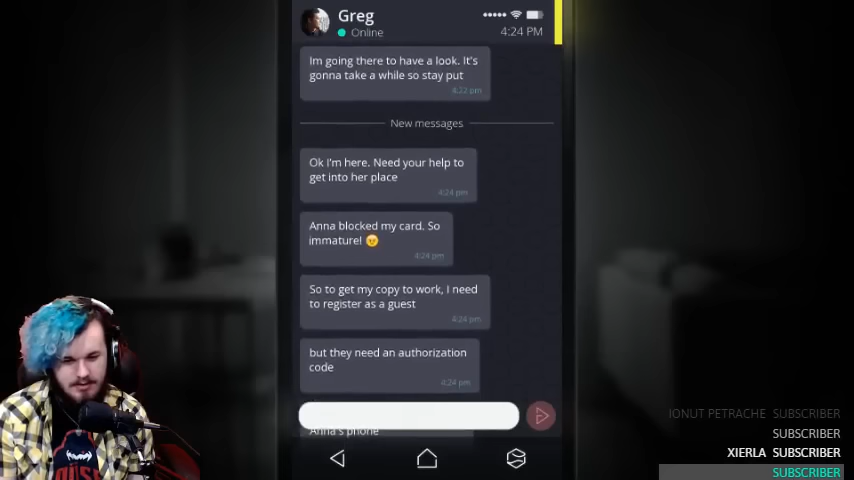 Greg
Online
4:24 PM
Im going there to have a look. It's
gonna take a while so stay put
4:22 pm
New messages
Ok I'm here. Need your help to
get into her place
4:24 pm
Anna blocked my card. So
immature! 😠
4:24 pm
So to get my copy to work, I need
to register as a guest
4:24 pm
but they need an authorization
code
4:24 pm
Anna's phone
IONUT PETRACHE SUBSCRIBER
SUBSCRIBER
XIERLA SUBSCRIBER
SUBSCRIBER